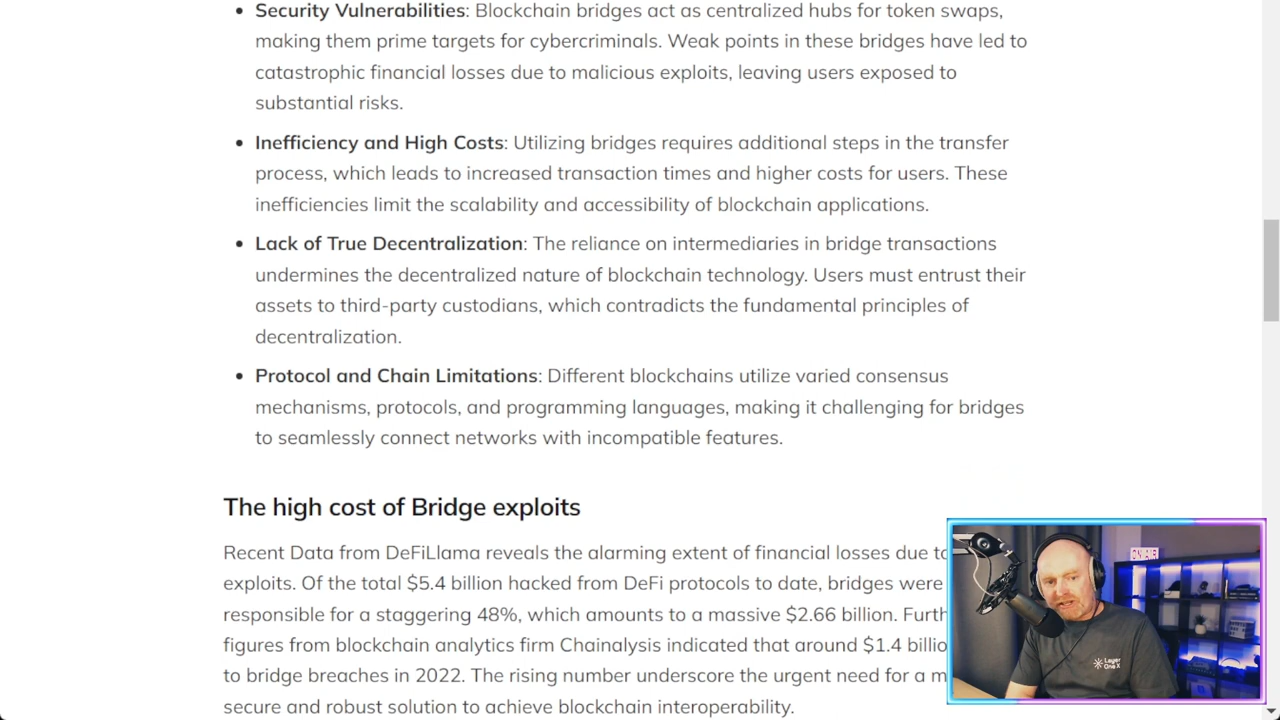 Security Vulnerabilities: Blockchain bridges act as centralized hubs for token swaps,
making them prime targets for cybercriminals. Weak points in these bridges have led to
catastrophic financial losses due to malicious exploits, leaving users exposed to
substantial risks.
Inefficiency and High Costs: Utilizing bridges requires additional steps in the transfer
process, which leads to increased transaction times and higher costs for users. These
inefficiencies limit the scalability and accessibility of blockchain applications.
Lack of True Decentralization: The reliance on intermediaries in bridge transactions
undermines the decentralized nature of blockchain technology. Users must entrust their
assets to third-party custodians, which contradicts the fundamental principles of
decentralization.
Protocol and Chain Limitations: Different blockchains utilize varied consensus
mechanisms, protocols, and programming languages, making it challenging for bridges
to seamlessly connect networks with incompatible features.
The high cost of Bridge exploits
Recent Data from DeFiLlama reveals the alarming extent of financial losses due to
exploits. Of the total $5.4 billion hacked from DeFi protocols to date, bridges were
responsible for a staggering 48%, which amounts to a massive $2.66 billion. Furth
figures from blockchain analytics firm Chainalysis indicated that around $1.4 billio
to bridge breaches in 2022. The rising number underscore the urgent need for a m
secure and robust solution to achieve blockchain interoperability.
Layer
One X